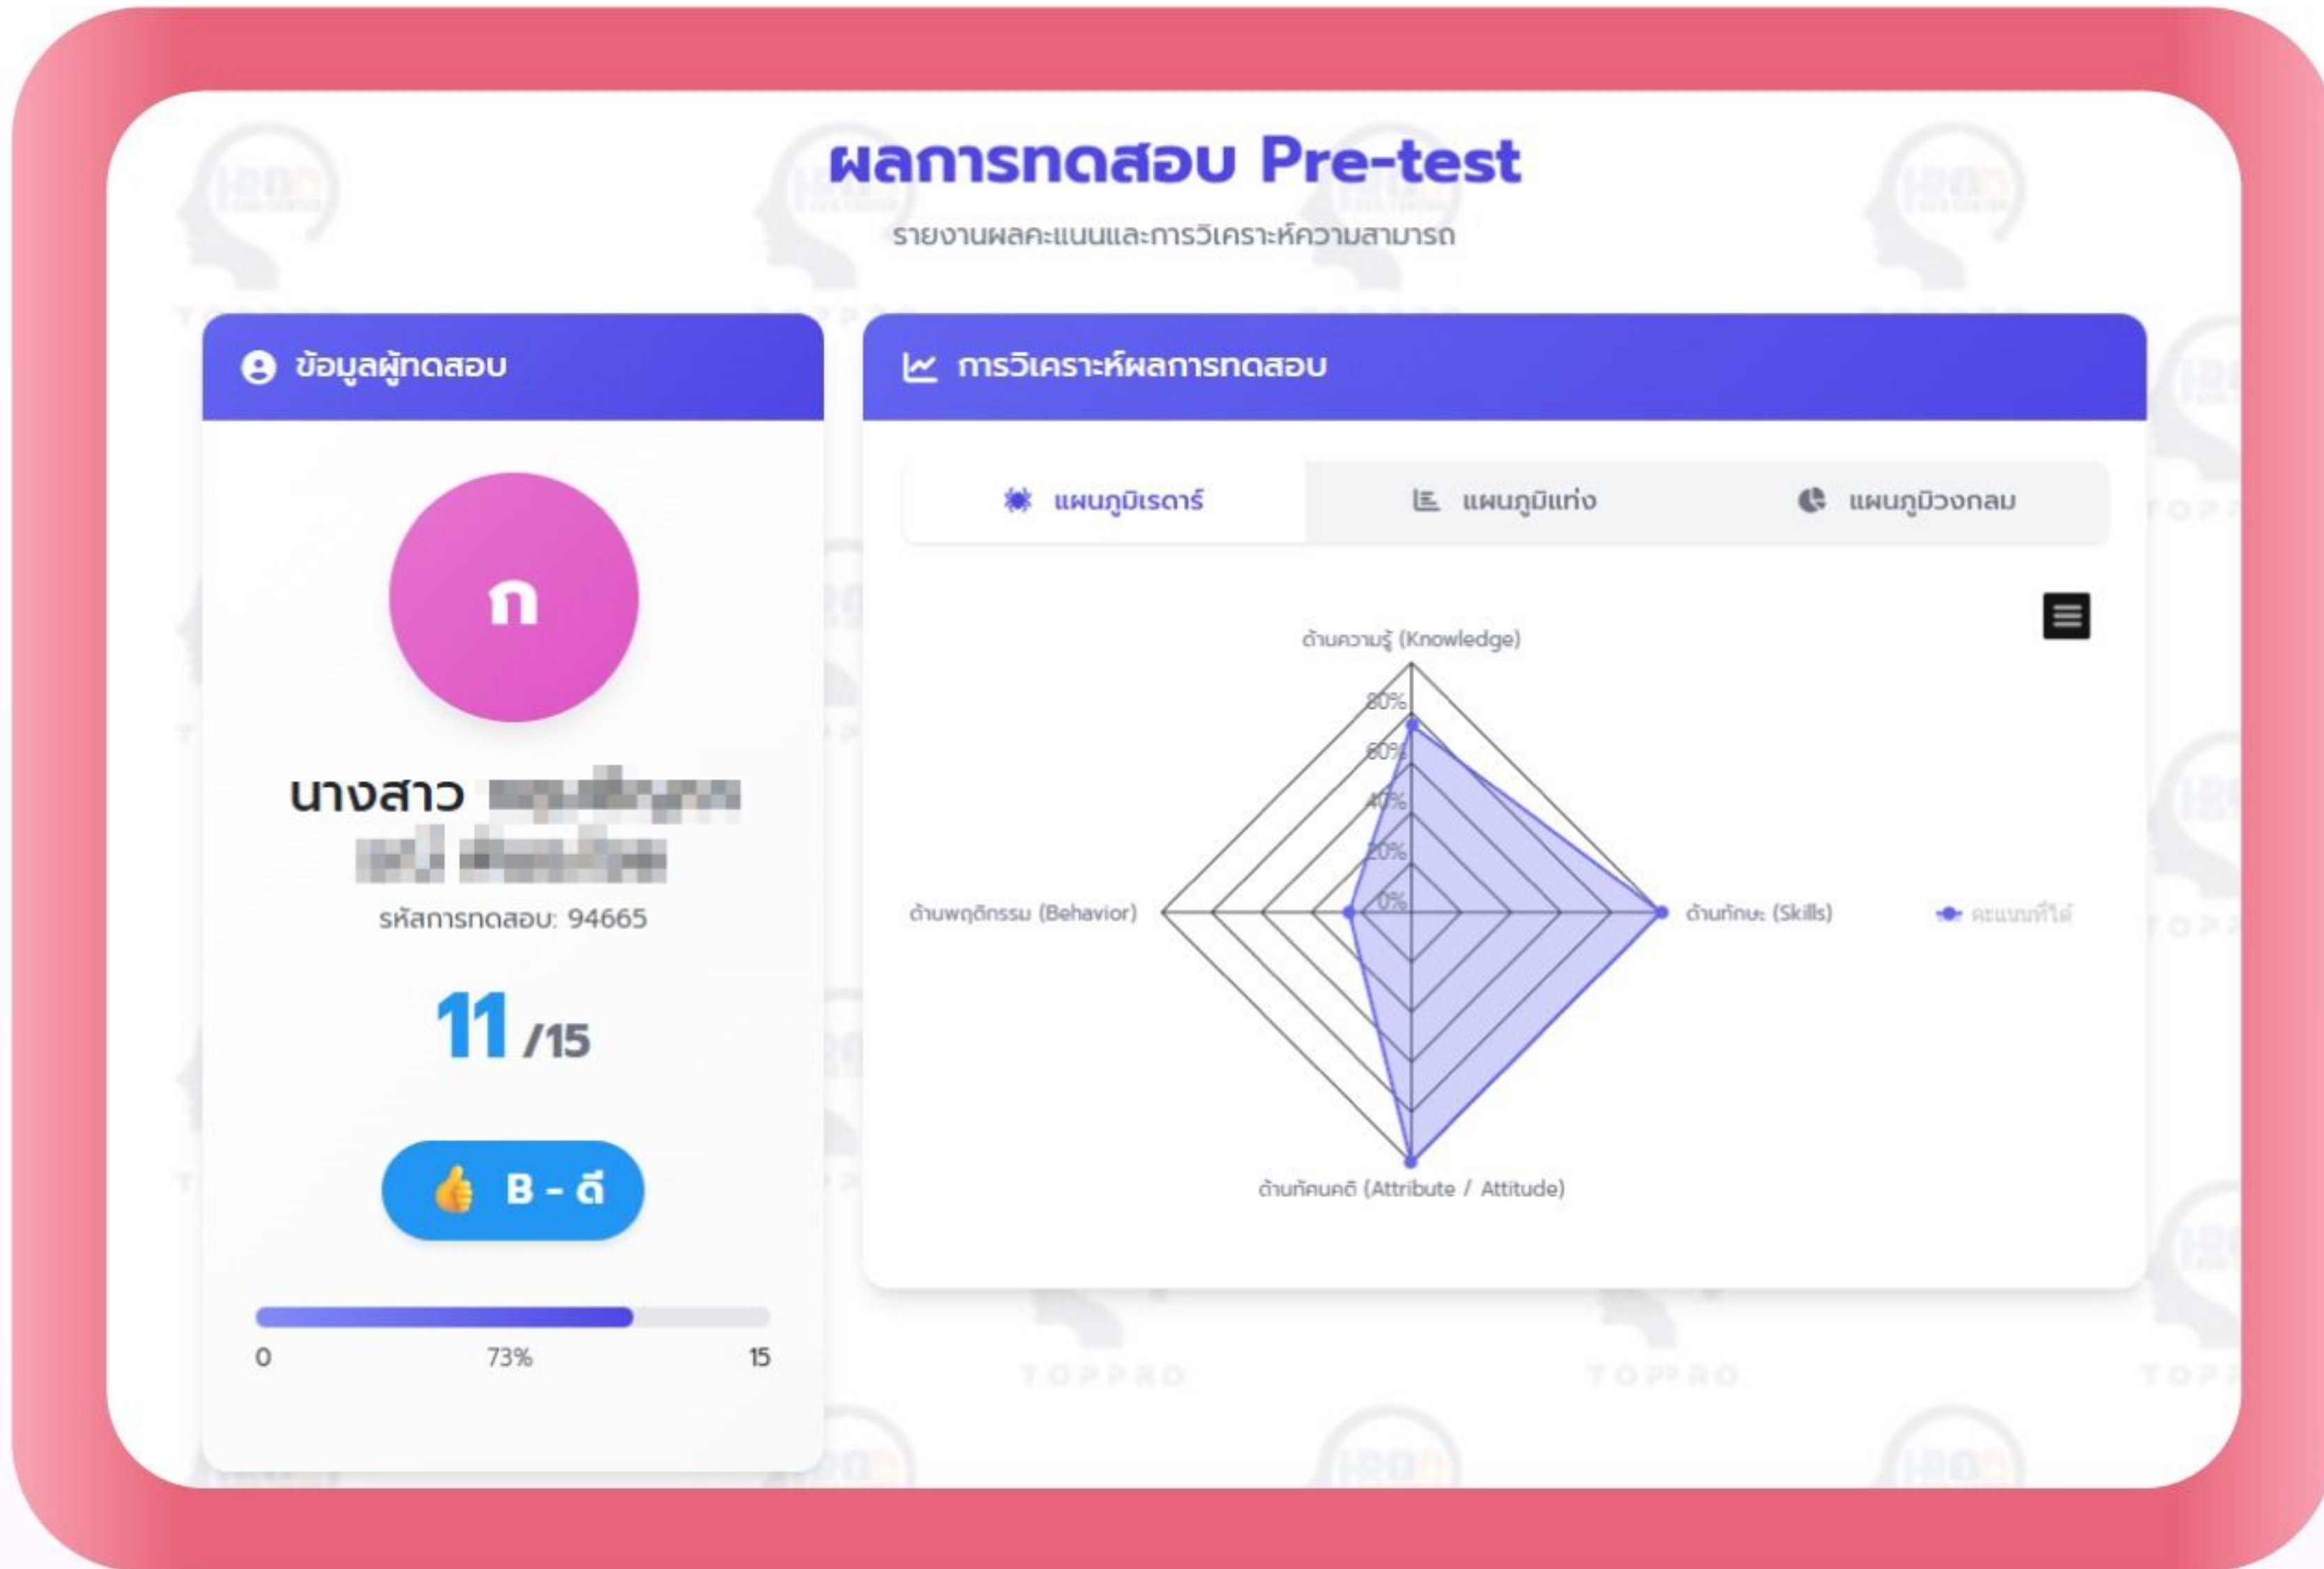 ผลการทดสอบ Pre-test
รายงานผลคะแนนและการวิเคราะห์ความสามารถ
ข้อมูลผู้ทดสอบ
ก
นางสาว
รหัสการทดสอบ: 94665
11 /15
B - ดี
0 73% 15
การวิเคราะห์ผลการทดสอบ
แผนภูมิเรดาร์ แผนภูมิแท่ง แผนภูมิวงกลม
ด้านความรู้ (Knowledge)
80%
60%
40%
20%
0%
ด้านพฤติกรรม (Behavior)
ด้านทักษะ (Skills)
คะแนนที่ได้
ด้านทัศนคติ (Attribute / Attitude)
TOPPRO
TOPPRO